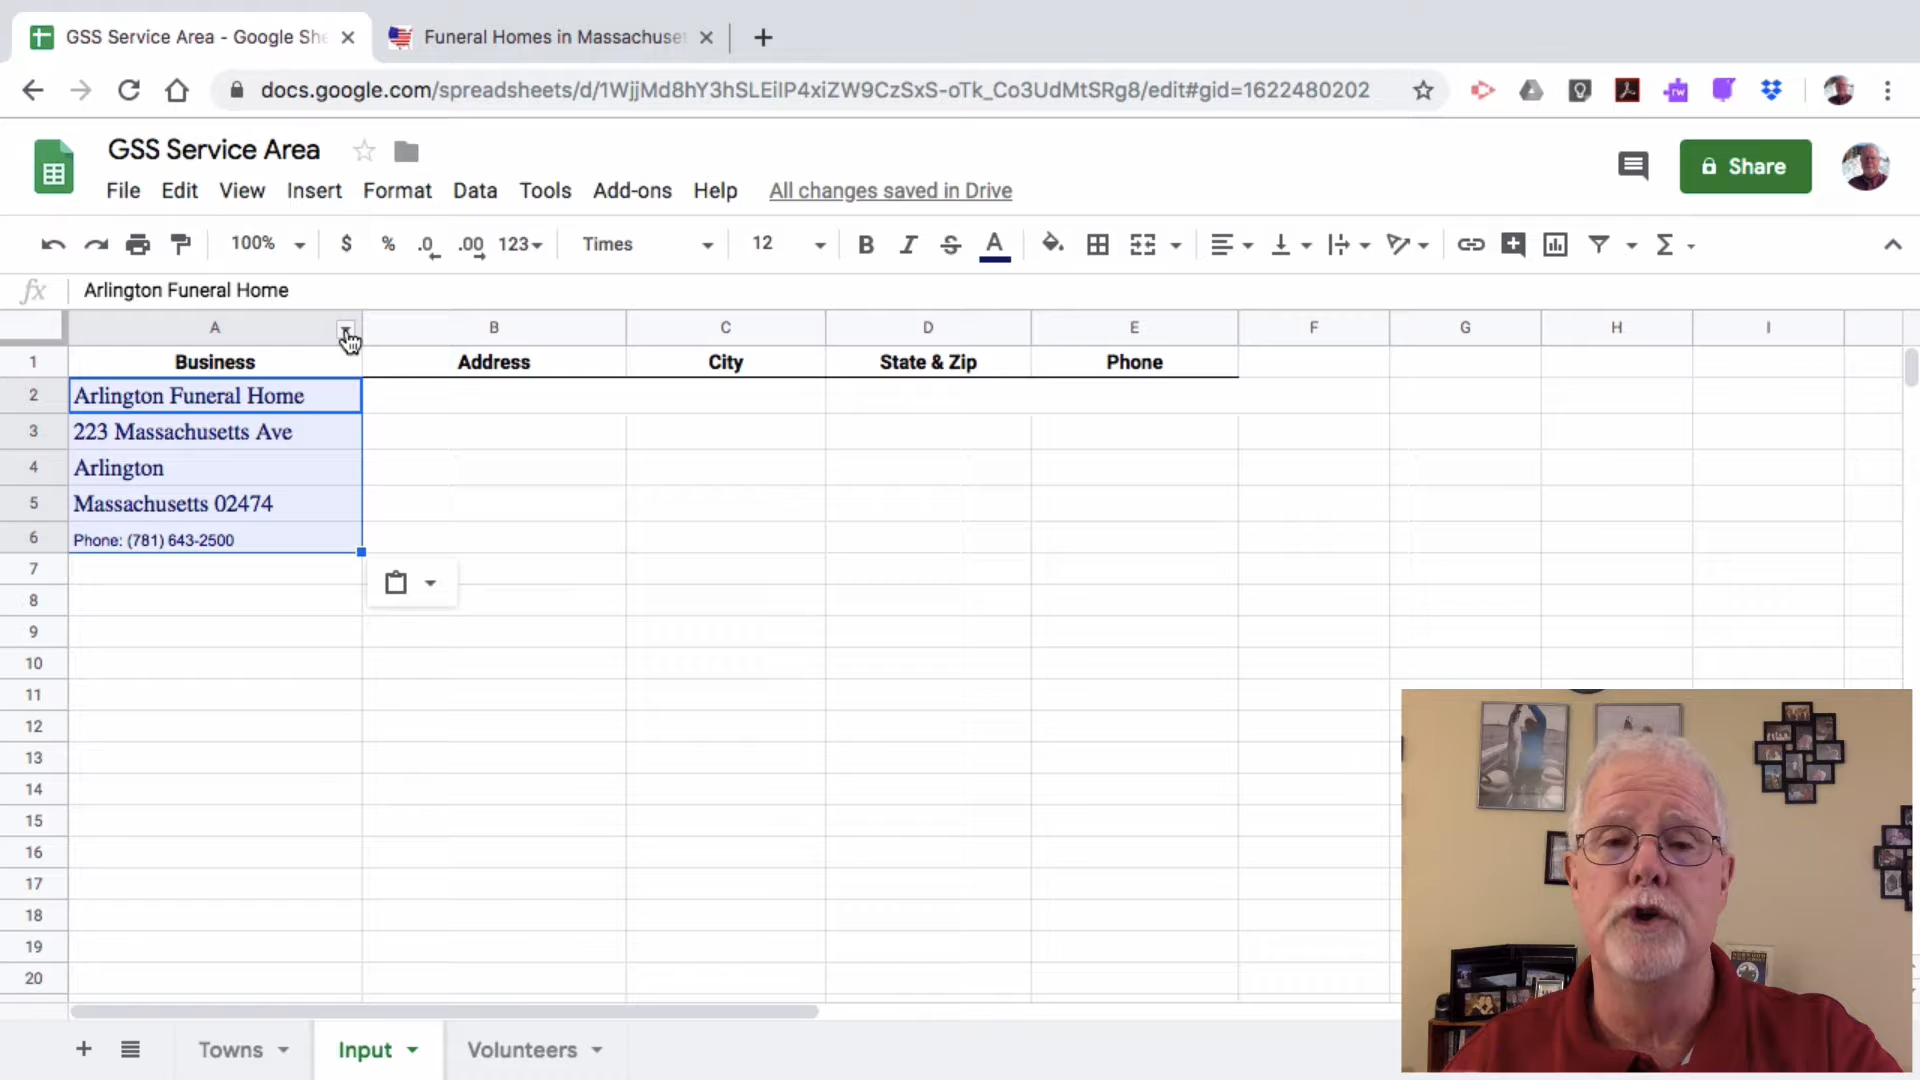 GSS Service Area - Google She
Funeral Homes in Massachuset
docs.google.com/spreadsheets/d/1WjjMd8hY3hSLEiIP4xiZW9CzSxS-oTk_Co3UdMtSRg8/edit#gid=1622480202
GSS Service Area
File Edit View Insert Format Data Tools Add-ons Help All changes saved in Drive
Share
100% $ % .0 .00 123 Times 12 B I S A Σ
fx Arlington Funeral Home
A B C D E F G H I
1 Business Address City State & Zip Phone
2 Arlington Funeral Home
3 223 Massachusetts Ave
4 Arlington
5 Massachusetts 02474
6 Phone: (781) 643-2500
7
8
9
10
11
12
13
14
15
16
17
18
19
20
Towns Input Volunteers